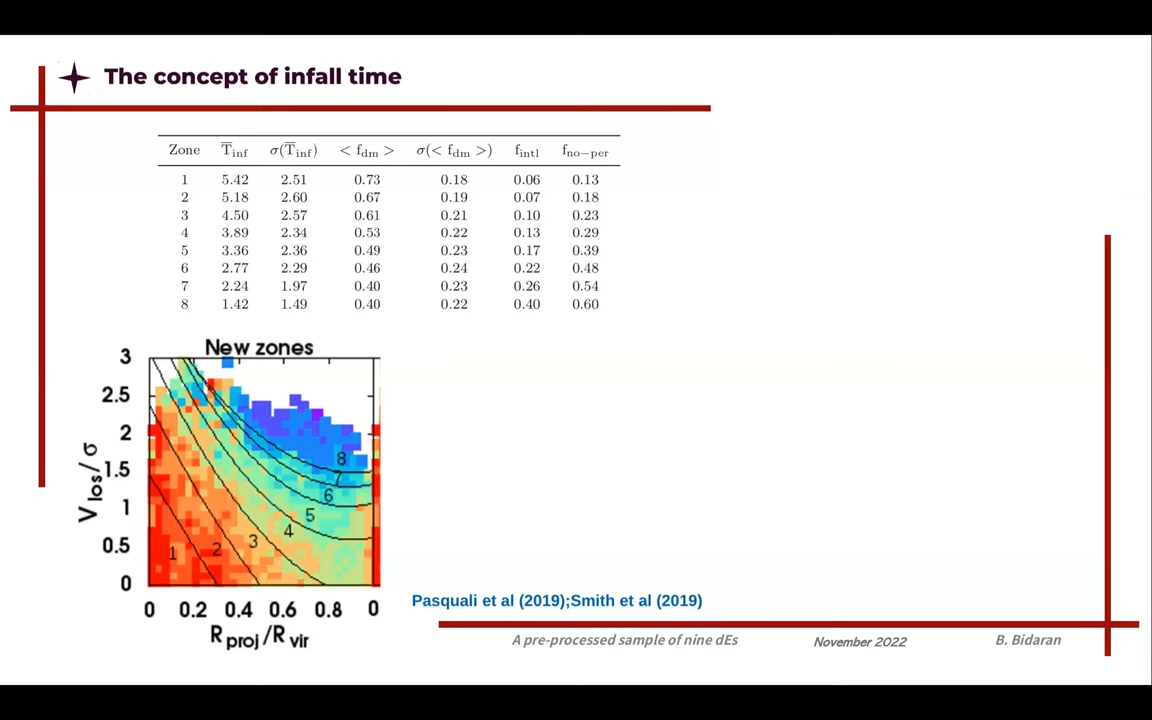 The concept of infall time
Zone T̅inf σ(T̅inf) < fdm > σ(< fdm >) fintl fno−per
1 5.42 2.51 0.73 0.18 0.06 0.13
2 5.18 2.60 0.67 0.19 0.07 0.18
3 4.50 2.57 0.61 0.21 0.10 0.23
4 3.89 2.34 0.53 0.22 0.13 0.29
5 3.36 2.36 0.49 0.23 0.17 0.39
6 2.77 2.29 0.46 0.24 0.22 0.48
7 2.24 1.97 0.40 0.23 0.26 0.54
8 1.42 1.49 0.40 0.22 0.40 0.60
New zones
3
2.5
2
1.5
1
0.5
0
Vlos/σ
8
7
6
5
4
3
2
1
0 0.2 0.4 0.6 0.8 0
Rproj/Rvir
Pasquali et al (2019);Smith et al (2019)
A pre-processed sample of nine dEs November 2022 B. Bidaran